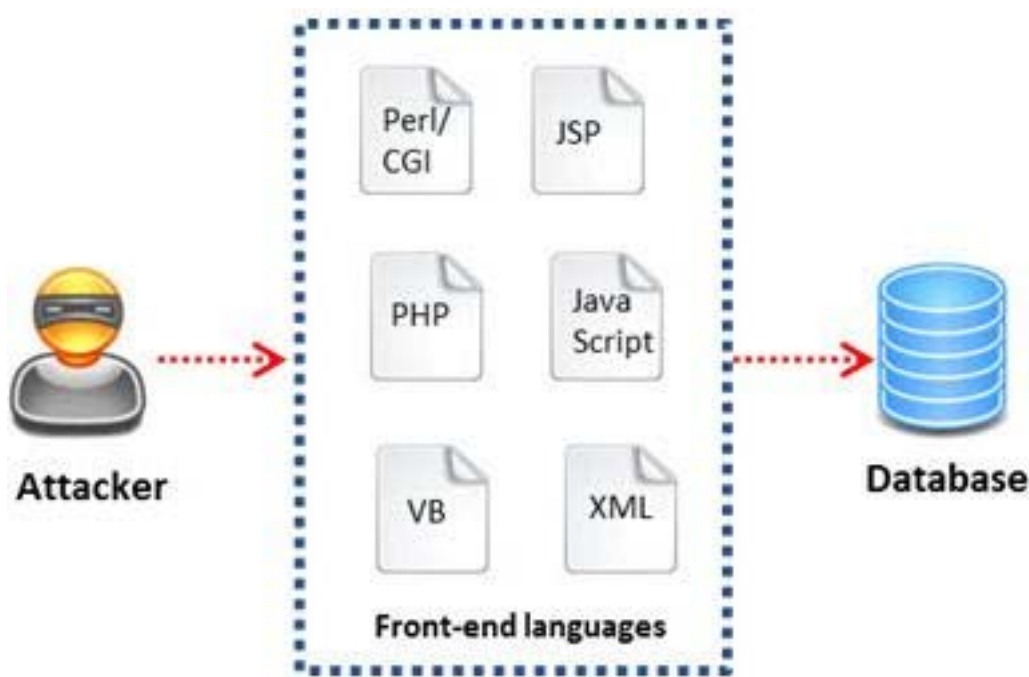 Perl/
CGI
JSP
PHP
Java
Script
VB
XML
Front-end languages
Attacker
Database